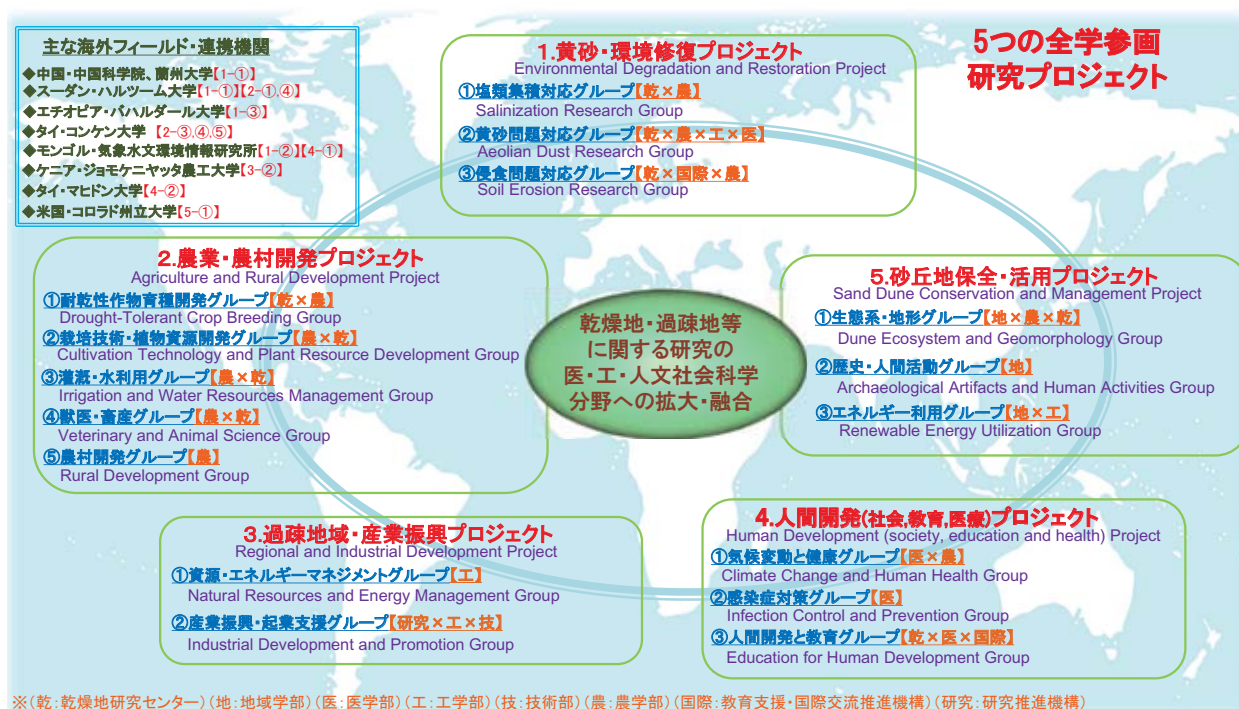 主な海外フィールド・連携機関
◆中国・中国科学院、蘭州大学【1-①】
◆スーダン・ハルツーム大学【1-①】【2-①,④】
◆エチオピア・バハルダール大学【1-③】
◆タイ・コンケン大学 【2-③,④,⑤】
◆モンゴル・気象水文環境情報研究所【1-②】【4-①】
◆ケニア・ジョモケニヤッタ農工大学【3-②】
◆タイ・マヒドン大学【4-②】
◆米国・コロラド州立大学【5-①】
5つの全学参画
研究プロジェクト
1.黄砂・環境修復プロジェクト
Environmental Degradation and Restoration Project
①塩類集積対応グループ【乾×農】
Salinization Research Group
②黄砂問題対応グループ【乾×農×工×医】
Aeolian Dust Research Group
③侵食問題対応グループ【乾×国際×農】
Soil Erosion Research Group
2.農業・農村開発プロジェクト
Agriculture and Rural Development Project
①耐乾性作物育種開発グループ【乾×農】
Drought-Tolerant Crop Breeding Group
②栽培技術・植物資源開発グループ【農×乾】
Cultivation Technology and Plant Resource Development Group
③灌漑・水利用グループ【農×乾】
Irrigation and Water Resources Management Group
④獣医・畜産グループ【農×乾】
Veterinary and Animal Science Group
⑤農村開発グループ【農】
Rural Development Group
乾燥地・過疎地等
に関する研究の
医・工・人文社会科学
分野への拡大・融合
5.砂丘地保全・活用プロジェクト
Sand Dune Conservation and Management Project
①生態系・地形グループ【地×農×乾】
Dune Ecosystem and Geomorphology Group
②歴史・人間活動グループ【地】
Archaeological Artifacts and Human Activities Group
③エネルギー利用グループ【地×工】
Renewable Energy Utilization Group
3.過疎地域・産業振興プロジェクト
Regional and Industrial Development Project
①資源・エネルギーマネジメントグループ【工】
Natural Resources and Energy Management Group
②産業振興・起業支援グループ【研究×工×技】
Industrial Development and Promotion Group
4.人間開発(社会,教育,医療)プロジェクト
Human Development (society, education and health) Project
①気候変動と健康グループ【医×農】
Climate Change and Human Health Group
②感染症対策グループ【医】
Infection Control and Prevention Group
③人間開発と教育グループ【乾×医×国際】
Education for Human Development Group
※(乾:乾燥地研究センター)(地:地域学部)(医:医学部)(工:工学部)(技:技術部)(農:農学部)(国際:教育支援・国際交流推進機構)(研究:研究推進機構)